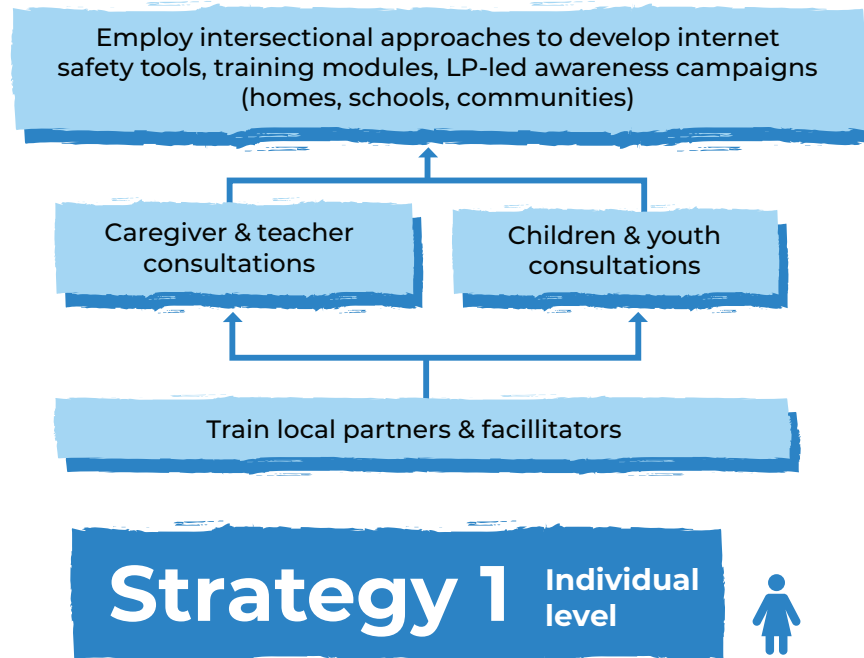 Employ intersectional approaches to develop internet
safety tools, training modules, LP-led awareness campaigns
(homes, schools, communities)
Caregiver & teacher
consultations
Children & youth
consultations
Train local partners & facillitators
Strategy 1
Individual
level